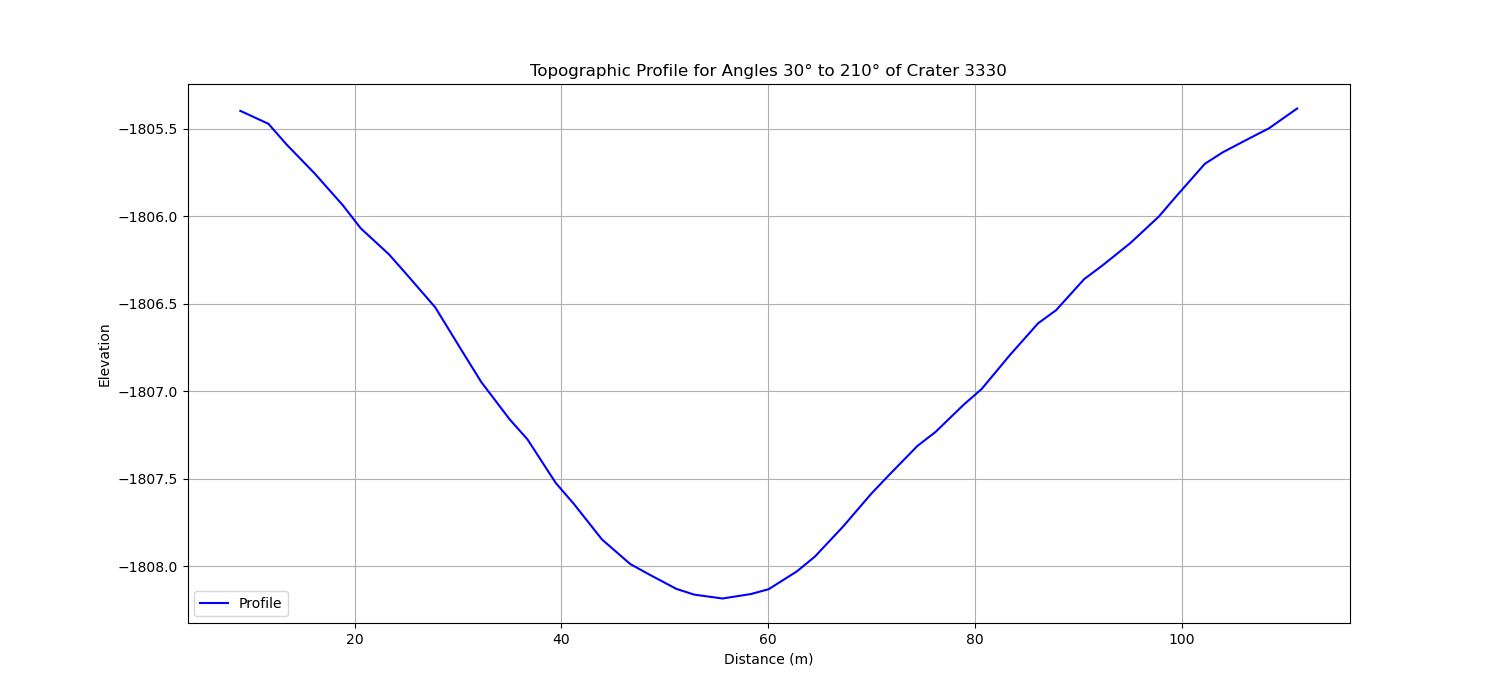 Topographic Profile for Angles 30° to 210° of Crater 3330
Elevation
−1805.5
−1806.0
−1806.5
−1807.0
−1807.5
−1808.0
Profile
20
40
60
80
100
Distance (m)